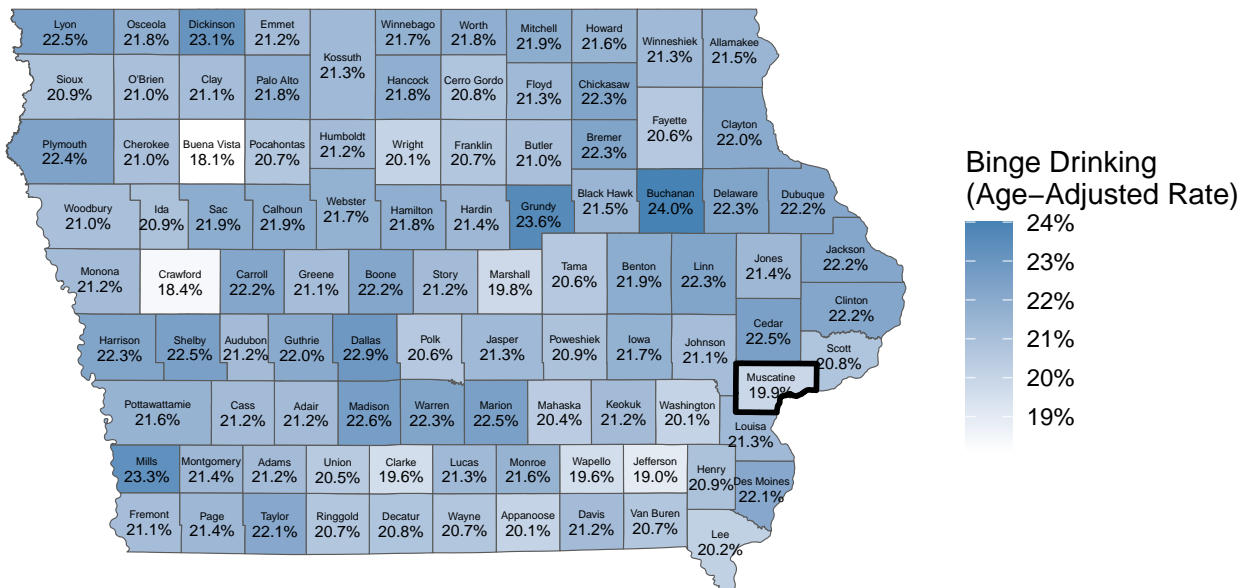 Lyon
22.5%
Osceola
21.8%
Dickinson
23.1%
Emmet
21.2%
Kossuth
21.3%
Winnebago
21.7%
Worth
21.8%
Mitchell
21.9%
Howard
21.6%
Winneshiek
21.3%
Allamakee
21.5%
Sioux
20.9%
O'Brien
21.0%
Clay
21.1%
Palo Alto
21.8%
Hancock
21.8%
Cerro Gordo
20.8%
Floyd
21.3%
Chickasaw
22.3%
Fayette
20.6%
Clayton
22.0%
Plymouth
22.4%
Cherokee
21.0%
Buena Vista
18.1%
Pocahontas
20.7%
Humboldt
21.2%
Wright
20.1%
Franklin
20.7%
Butler
21.0%
Bremer
22.3%
Woodbury
21.0%
Ida
20.9%
Sac
21.9%
Calhoun
21.9%
Webster
21.7%
Hamilton
21.8%
Hardin
21.4%
Grundy
23.6%
Black Hawk
21.5%
Buchanan
24.0%
Delaware
22.3%
Dubuque
22.2%
Monona
21.2%
Crawford
18.4%
Carroll
22.2%
Greene
21.1%
Boone
22.2%
Story
21.2%
Marshall
19.8%
Tama
20.6%
Benton
21.9%
Linn
22.3%
Jones
21.4%
Jackson
22.2%
Clinton
22.2%
Harrison
22.3%
Shelby
22.5%
Audubon
21.2%
Guthrie
22.0%
Dallas
22.9%
Polk
20.6%
Jasper
21.3%
Poweshiek
20.9%
Iowa
21.7%
Johnson
21.1%
Cedar
22.5%
Scott
20.8%
Muscatine
19.9%
Pottawattamie
21.6%
Cass
21.2%
Adair
21.2%
Madison
22.6%
Warren
22.3%
Marion
22.5%
Mahaska
20.4%
Keokuk
21.2%
Washington
20.1%
Louisa
21.3%
Mills
23.3%
Montgomery
21.4%
Adams
21.2%
Union
20.5%
Clarke
19.6%
Lucas
21.3%
Monroe
21.6%
Wapello
19.6%
Jefferson
19.0%
Henry
20.9%
Des Moines
22.1%
Fremont
21.1%
Page
21.4%
Taylor
22.1%
Ringgold
20.7%
Decatur
20.8%
Wayne
20.7%
Appanoose
20.1%
Davis
21.2%
Van Buren
20.7%
Lee
20.2%
Binge Drinking
(Age−Adjusted Rate)
24%
23%
22%
21%
20%
19%